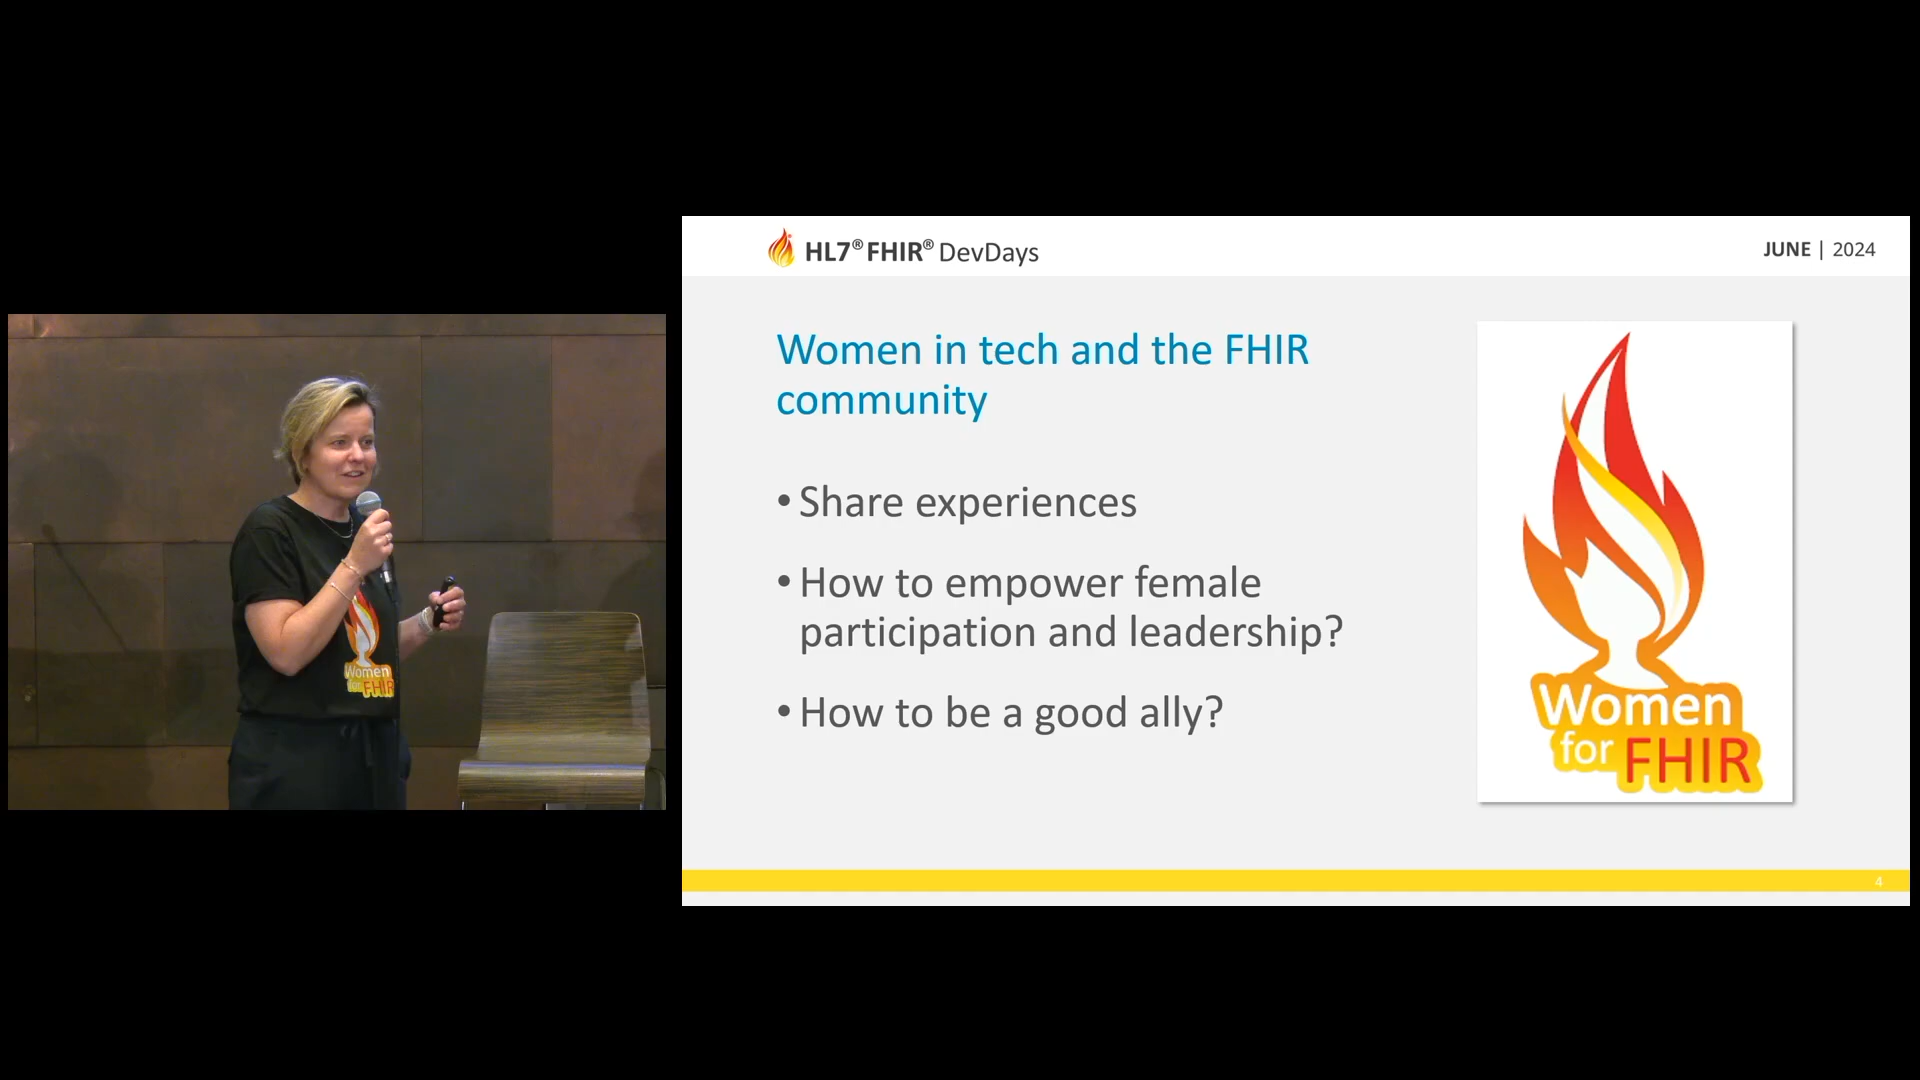 HL7® FHIR® DevDays
JUNE | 2024
Women in tech and the FHIR
community
• Share experiences
• How to empower female
participation and leadership?
• How to be a good ally?
Women
for FHIR
4
Women
for FHIR